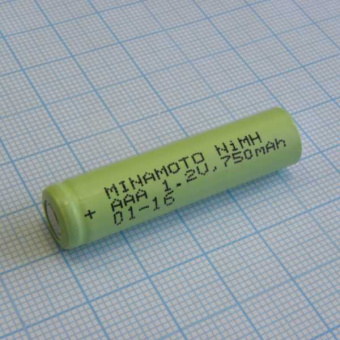 MINAMOTO NiMH
AAA 1.2V,750mAh
+ 01-16